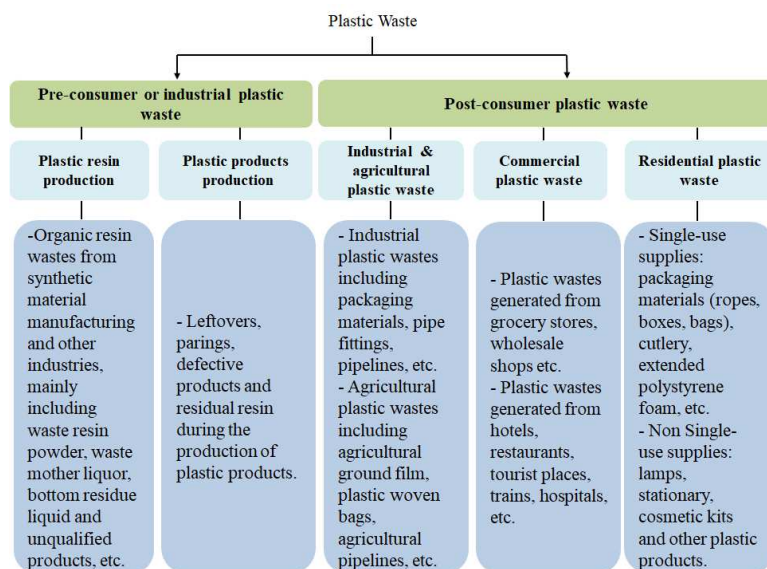 Plastic Waste
Pre-consumer or industrial plastic
waste
Post-consumer plastic waste
Plastic resin
production
Plastic products
production
Industrial &
agricultural
plastic waste
Commercial
plastic waste
Residential plastic
waste
-Organic resin
wastes from
synthetic
material
manufacturing
and other
industries,
mainly
including
waste resin
powder, waste
mother liquor,
bottom residue
liquid and
unqualified
products, etc.
- Leftovers,
parings,
defective
products and
residual resin
during the
production of
plastic products.
- Industrial
plastic wastes
including
packaging
materials, pipe
fittings,
pipelines, etc.
- Agricultural
plastic wastes
including
agricultural
ground film,
plastic woven
bags,
agricultural
pipelines, etc.
- Plastic wastes
generated from
grocery stores,
wholesale
shops etc.
- Plastic wastes
generated from
hotels,
restaurants,
tourist places,
trains, hospitals,
etc.
- Single-use
supplies:
packaging
materials (ropes,
boxes, bags),
cutlery,
extended
polystyrene
foam, etc.
- Non Single-
use supplies:
lamps,
stationary,
cosmetic kits
and other plastic
products.